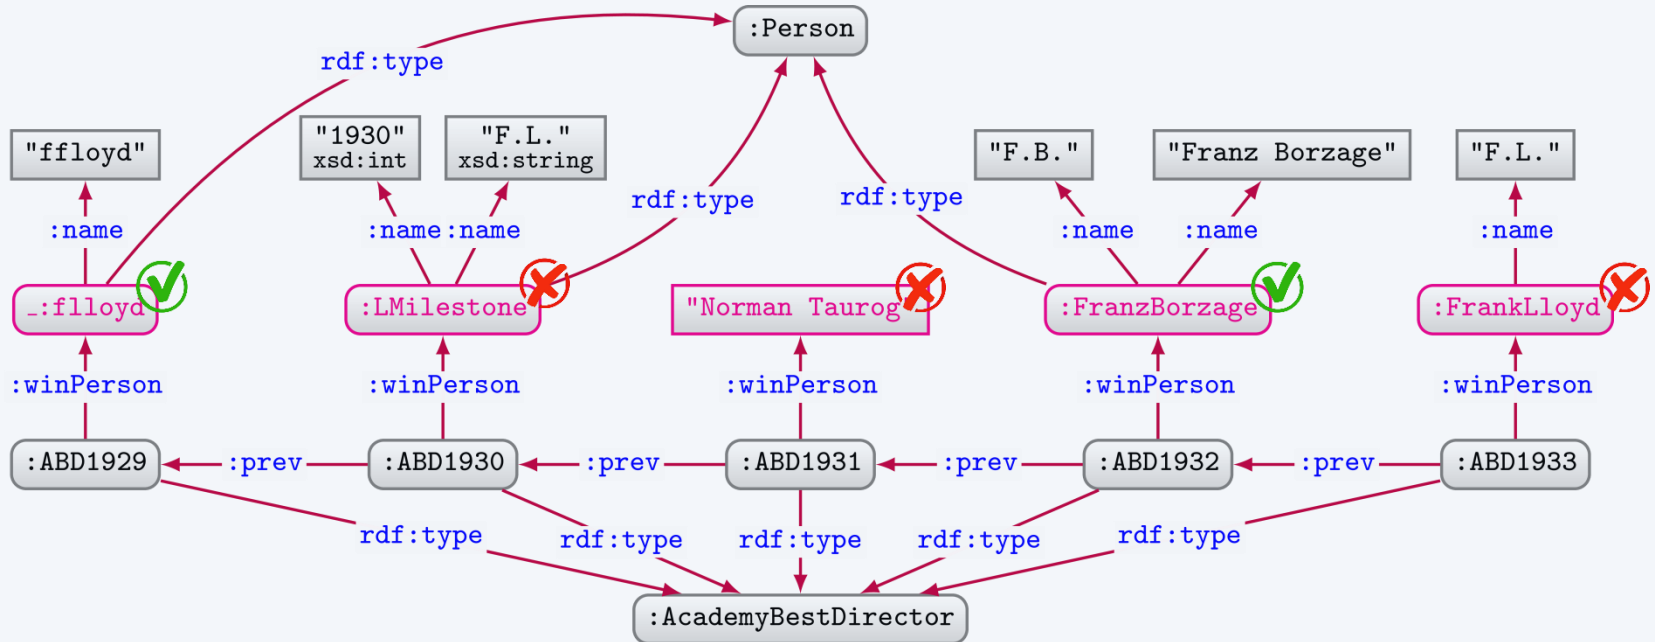 :Person
rdf:type
"ffloyd"
"1930"
xsd:int
"F.L."
xsd:string
"F.B."
"Franz Borzage"
"F.L."
rdf:type
rdf:type
:name
:name
:name
:name
:name
:name
_:flloyd
:LMilestone
"Norman Taurog"
:FranzBorzage
:FrankLloyd
:winPerson
:winPerson
:winPerson
:winPerson
:winPerson
:ABD1929
:prev
:ABD1930
:prev
:ABD1931
:prev
:ABD1932
:prev
:ABD1933
rdf:type
rdf:type
rdf:type
rdf:type
rdf:type
:AcademyBestDirector